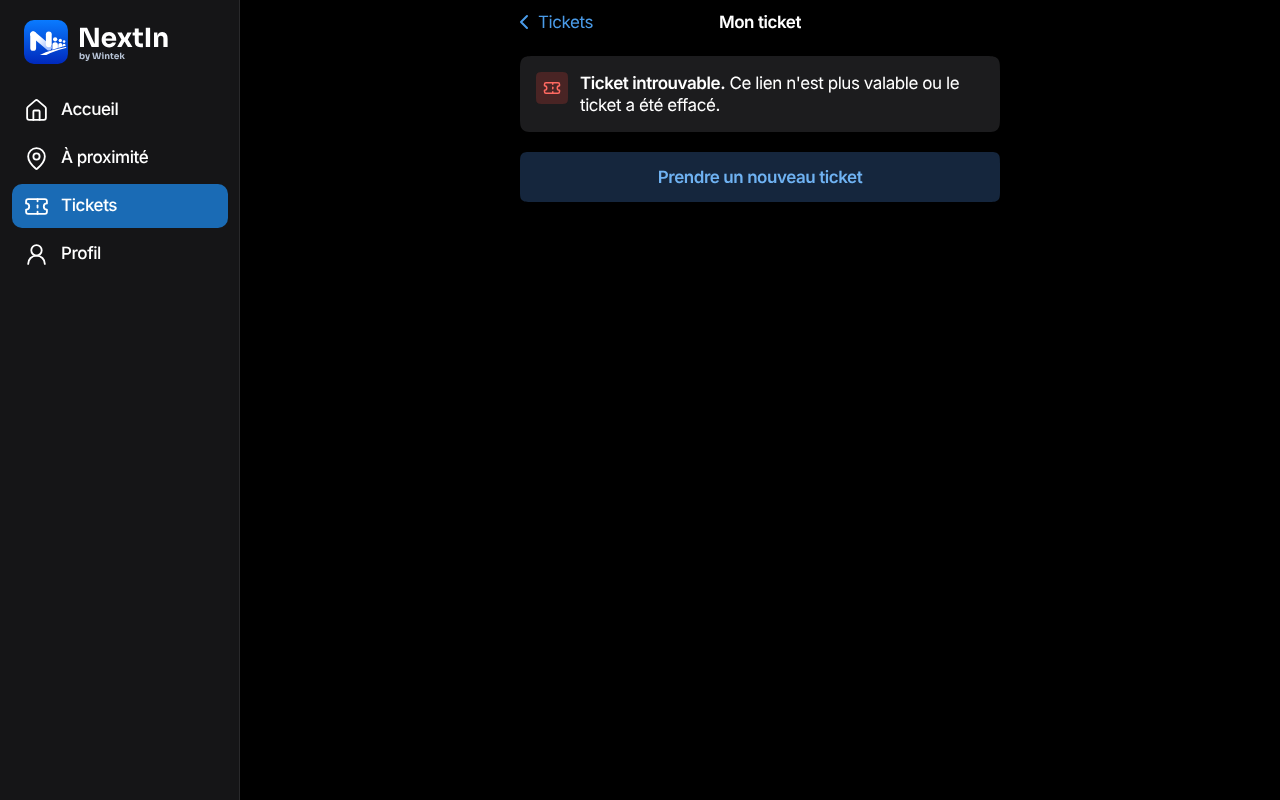 NextIn
by Wintek
Accueil
À proximité
Tickets
Profil
Tickets
Mon ticket
Ticket introuvable. Ce lien n'est plus valable ou le
ticket a été effacé.
Prendre un nouveau ticket